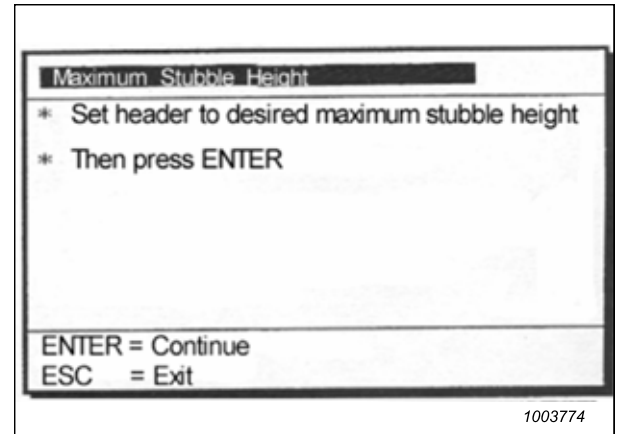 Maximum Stubble Height
* Set header to desired maximum stubble height
* Then press ENTER
ENTER = Continue
ESC = Exit
1003774